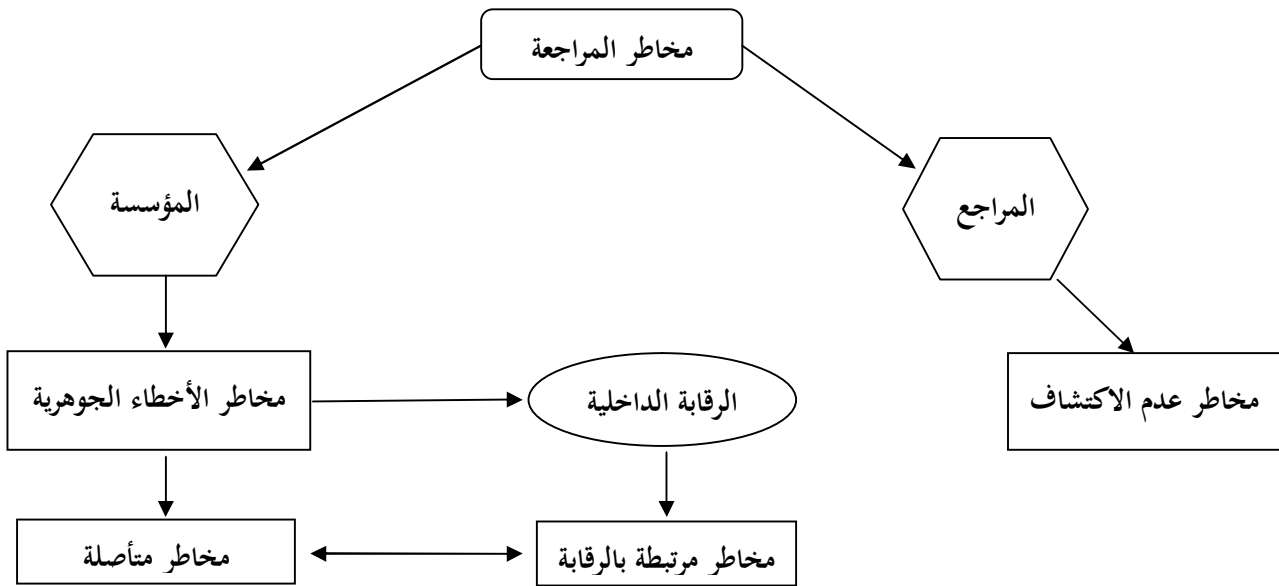 مخاطر المراجعة
المراجع
المؤسسة
مخاطر عدم الاكتشاف
الرقابة الداخلية
مخاطر الأخطاء الجوهرية
مخاطر مرتبطة بالرقابة
مخاطر متأصلة